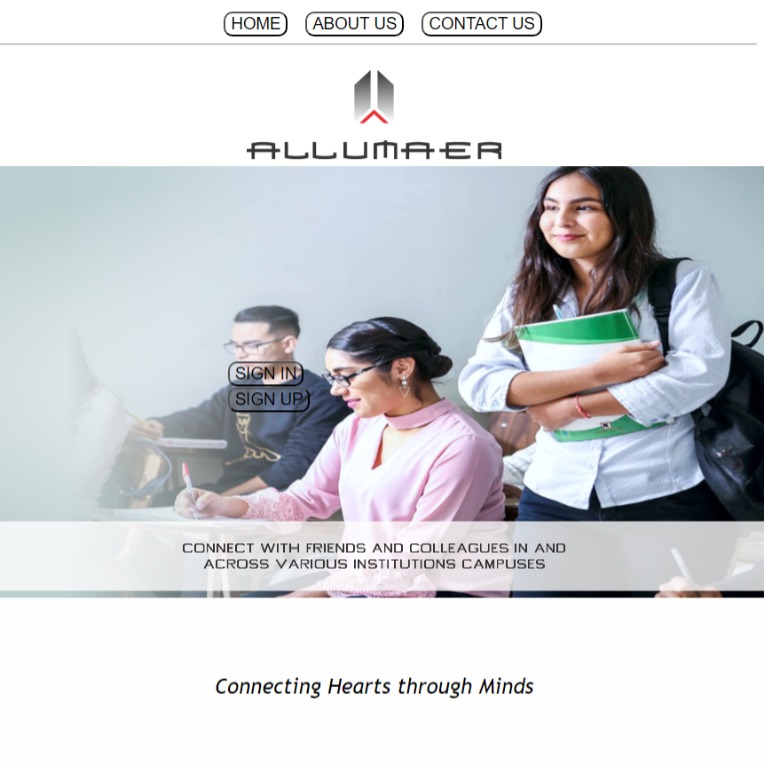 HOME
ABOUT US
CONTACT US
ALLUMAER
SIGN IN
SIGN UP
CONNECT WITH FRIENDS AND COLLEAGUES IN AND
ACROSS VARIOUS INSTITUTIONS CAMPUSES
Connecting Hearts through Minds